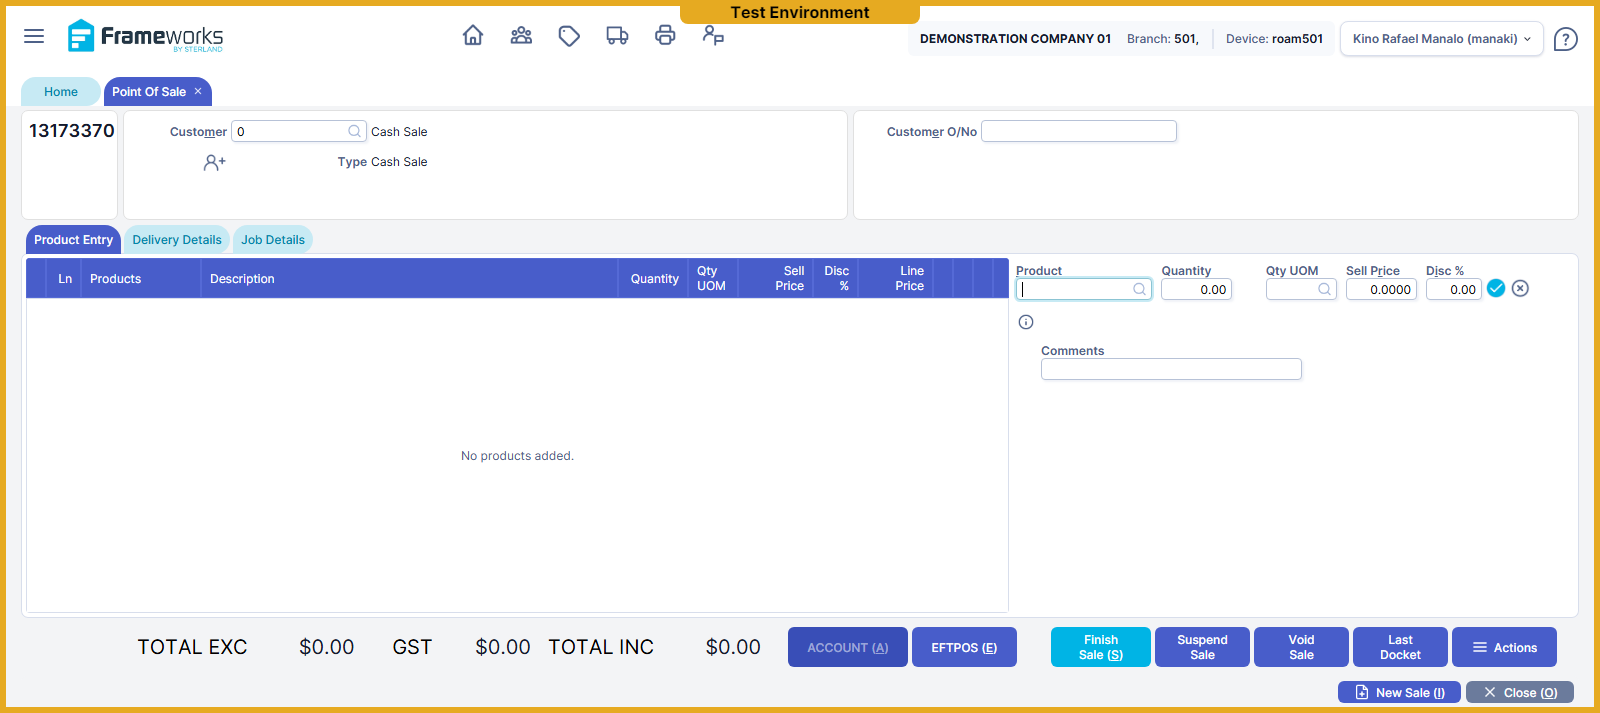 Test Environment
Frameworks
BY STERLAND
DEMONSTRATION COMPANY 01 Branch: 501, Device: roam501 Kino Rafael Manalo (manaki) ?
Home Point Of Sale ×
13173370 Customer 0 Cash Sale Customer O/No
Type Cash Sale
Product Entry Delivery Details Job Details
Ln Products Description Quantity Qty UOM Sell Price Disc % Line Price
Product Quantity Qty UOM Sell Price Disc %
0.00 0.0000 0.00
Comments
No products added.
TOTAL EXC $0.00 GST $0.00 TOTAL INC $0.00 ACCOUNT (A) EFTPOS (E)
Finish Sale (S) Suspend Sale Void Sale Last Docket Actions
New Sale (I) Close (O)